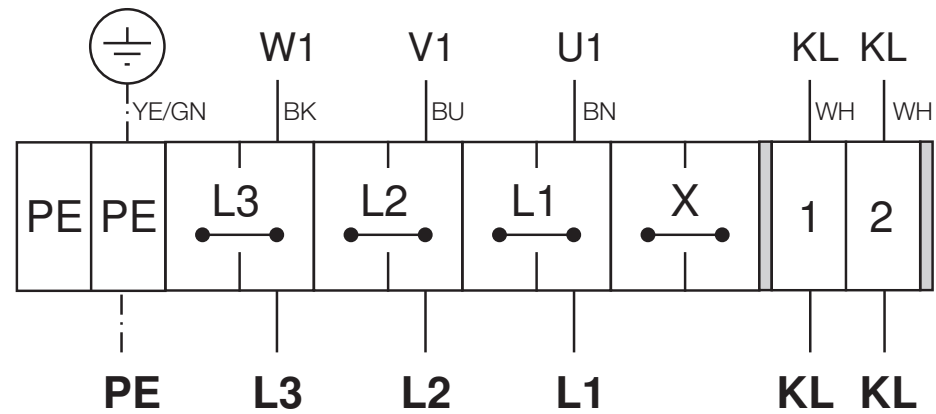 W1 V1 U1 KL KL
YE/GN BK BU BN WH WH
PE PE L3 L2 L1 X 1 2
PE L3 L2 L1 KL KL